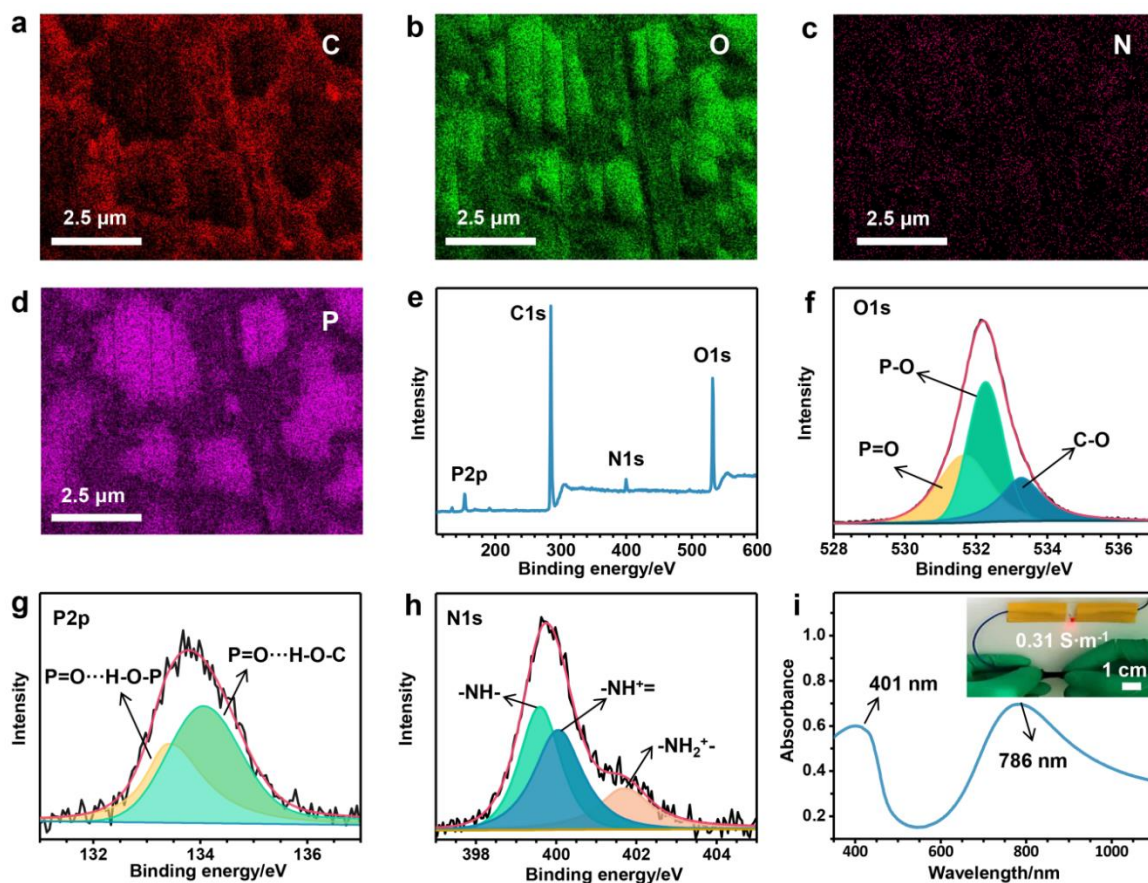 a
C
2.5 μm
b
O
2.5 μm
c
N
2.5 μm
d
P
2.5 μm
e
C1s
O1s
P2p
N1s
Intensity
200 300 400 500 600
Binding energy/eV
f
O1s
P-O
P=O
C-O
Intensity
528 530 532 534 536
Binding energy/eV
g
P2p
P=O···H-O-P
P=O···H-O-C
Intensity
132 134 136
Binding energy/eV
h
N1s
-NH-
-NH⁺=
-NH₂⁺-
Intensity
398 400 402 404
Binding energy/eV
i
1.0
0.8
0.6
0.4
0.2
Absorbance
0.31 S·m⁻¹
1 cm
401 nm
786 nm
400 600 800 1000
Wavelength/nm